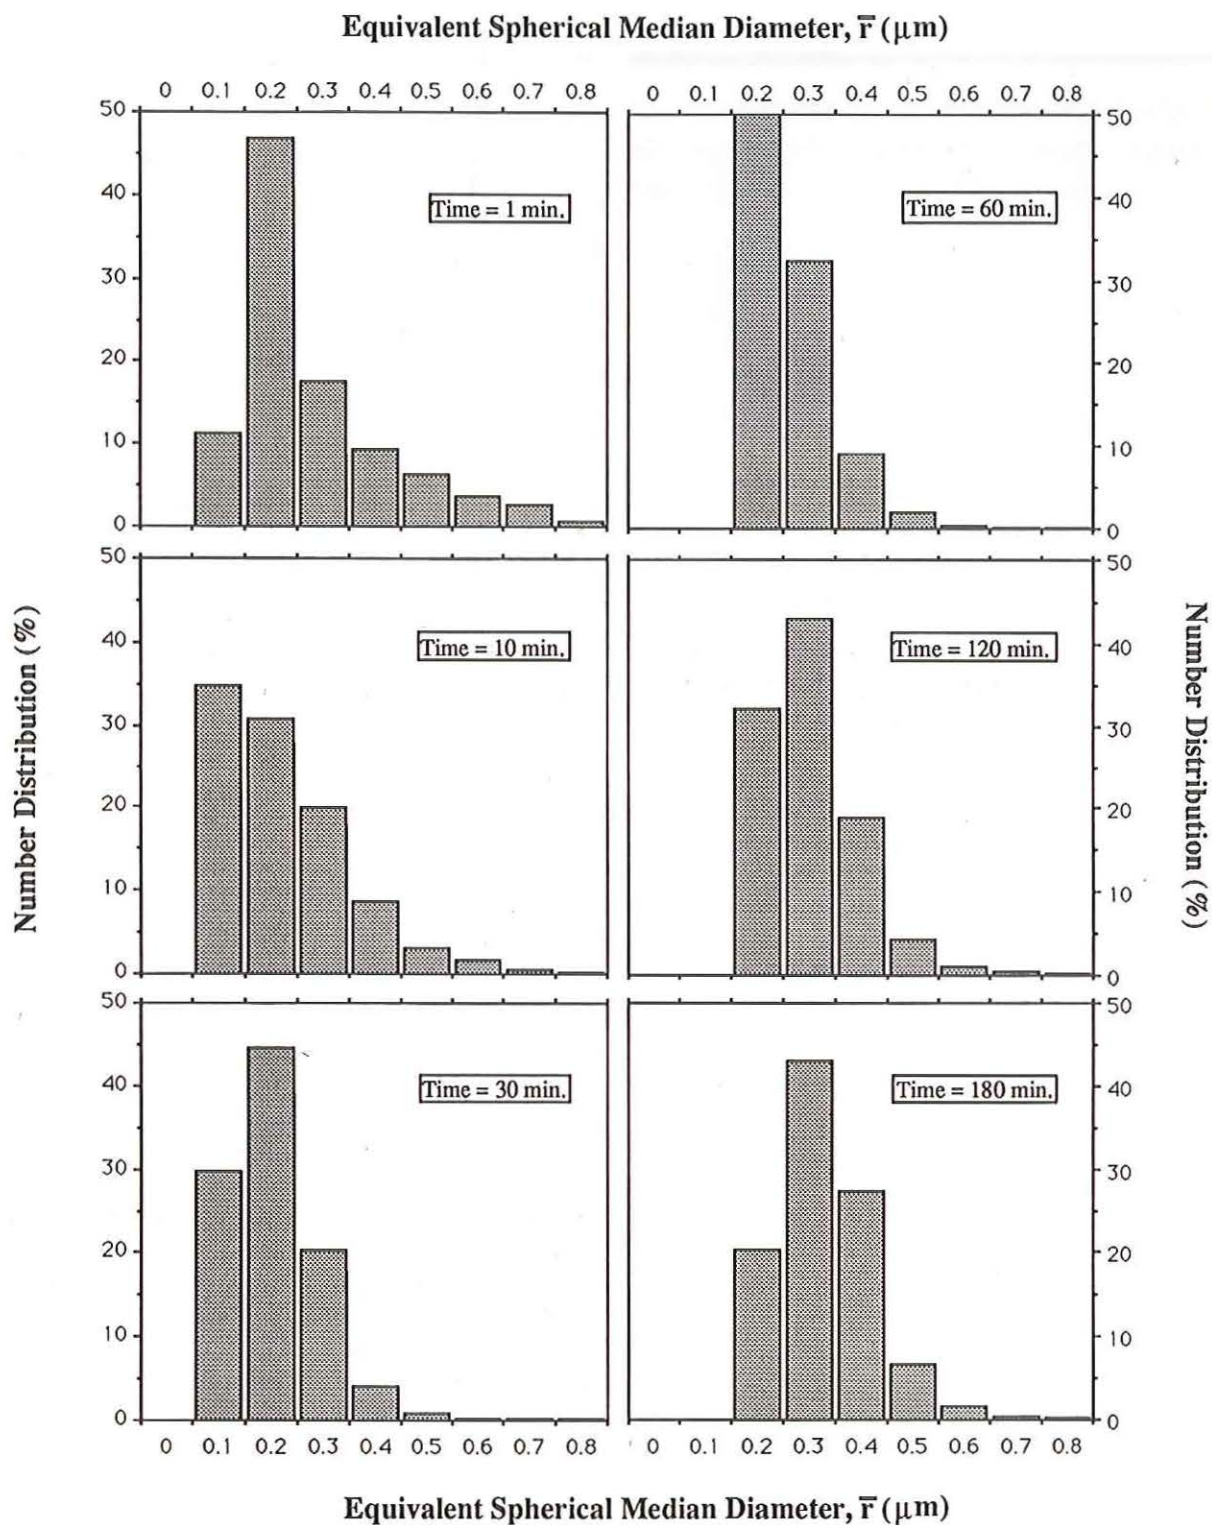 Equivalent Spherical Median Diameter, r̅ (μm)
0 0.1 0.2 0.3 0.4 0.5 0.6 0.7 0.8
0 0.1 0.2 0.3 0.4 0.5 0.6 0.7 0.8
50
40
30
20
10
0
Time = 1 min.
Time = 60 min.
50
40
30
20
10
0
50
40
30
20
10
0
Time = 10 min.
Time = 120 min.
50
40
30
20
10
0
Number Distribution (%)
Number Distribution (%)
50
40
30
20
10
0
Time = 30 min.
Time = 180 min.
50
40
30
20
10
0
0 0.1 0.2 0.3 0.4 0.5 0.6 0.7 0.8
0 0.1 0.2 0.3 0.4 0.5 0.6 0.7 0.8
Equivalent Spherical Median Diameter, r̅ (μm)